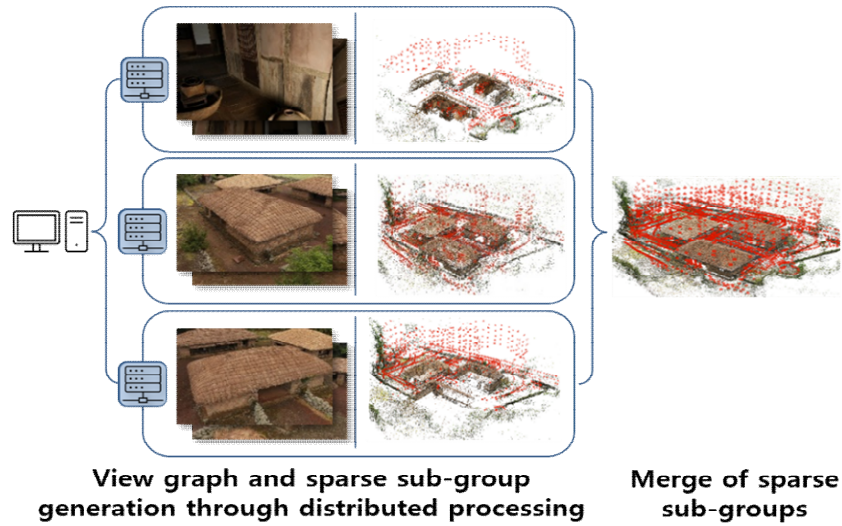 View graph and sparse sub-group
generation through distributed processing
Merge of sparse
sub-groups